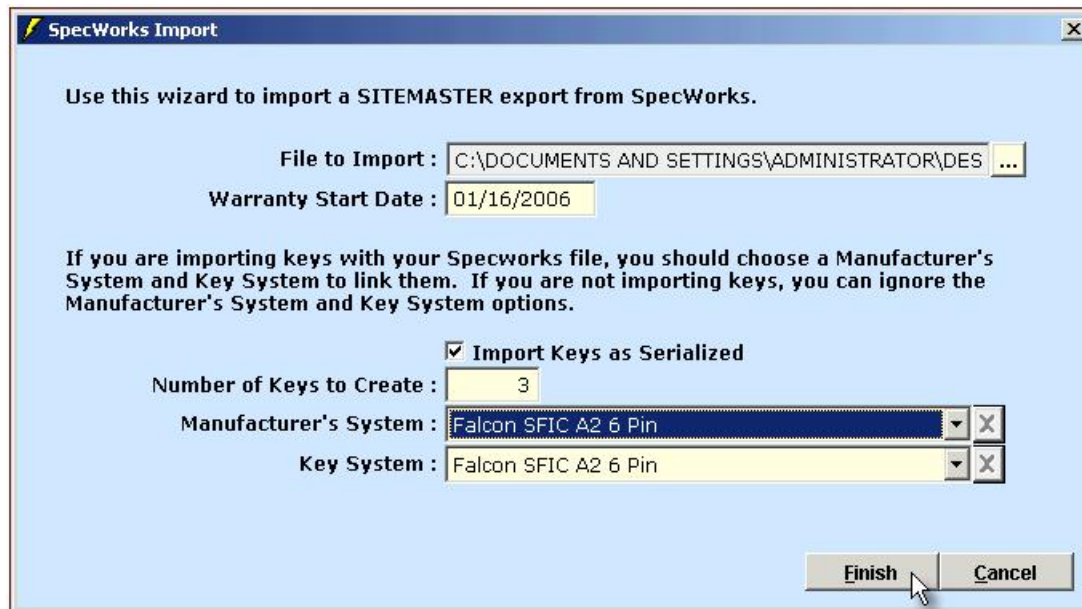 SpecWorks Import
Use this wizard to import a SITEMASTER export from SpecWorks.
File to Import : C:\DOCUMENTS AND SETTINGS\ADMINISTRATOR\DES ...
Warranty Start Date : 01/16/2006
If you are importing keys with your Specworks file, you should choose a Manufacturer's
System and Key System to link them. If you are not importing keys, you can ignore the
Manufacturer's System and Key System options.
Import Keys as Serialized
Number of Keys to Create : 3
Manufacturer's System : Falcon SFIC A2 6 Pin X
Key System : Falcon SFIC A2 6 Pin X
Finish Cancel